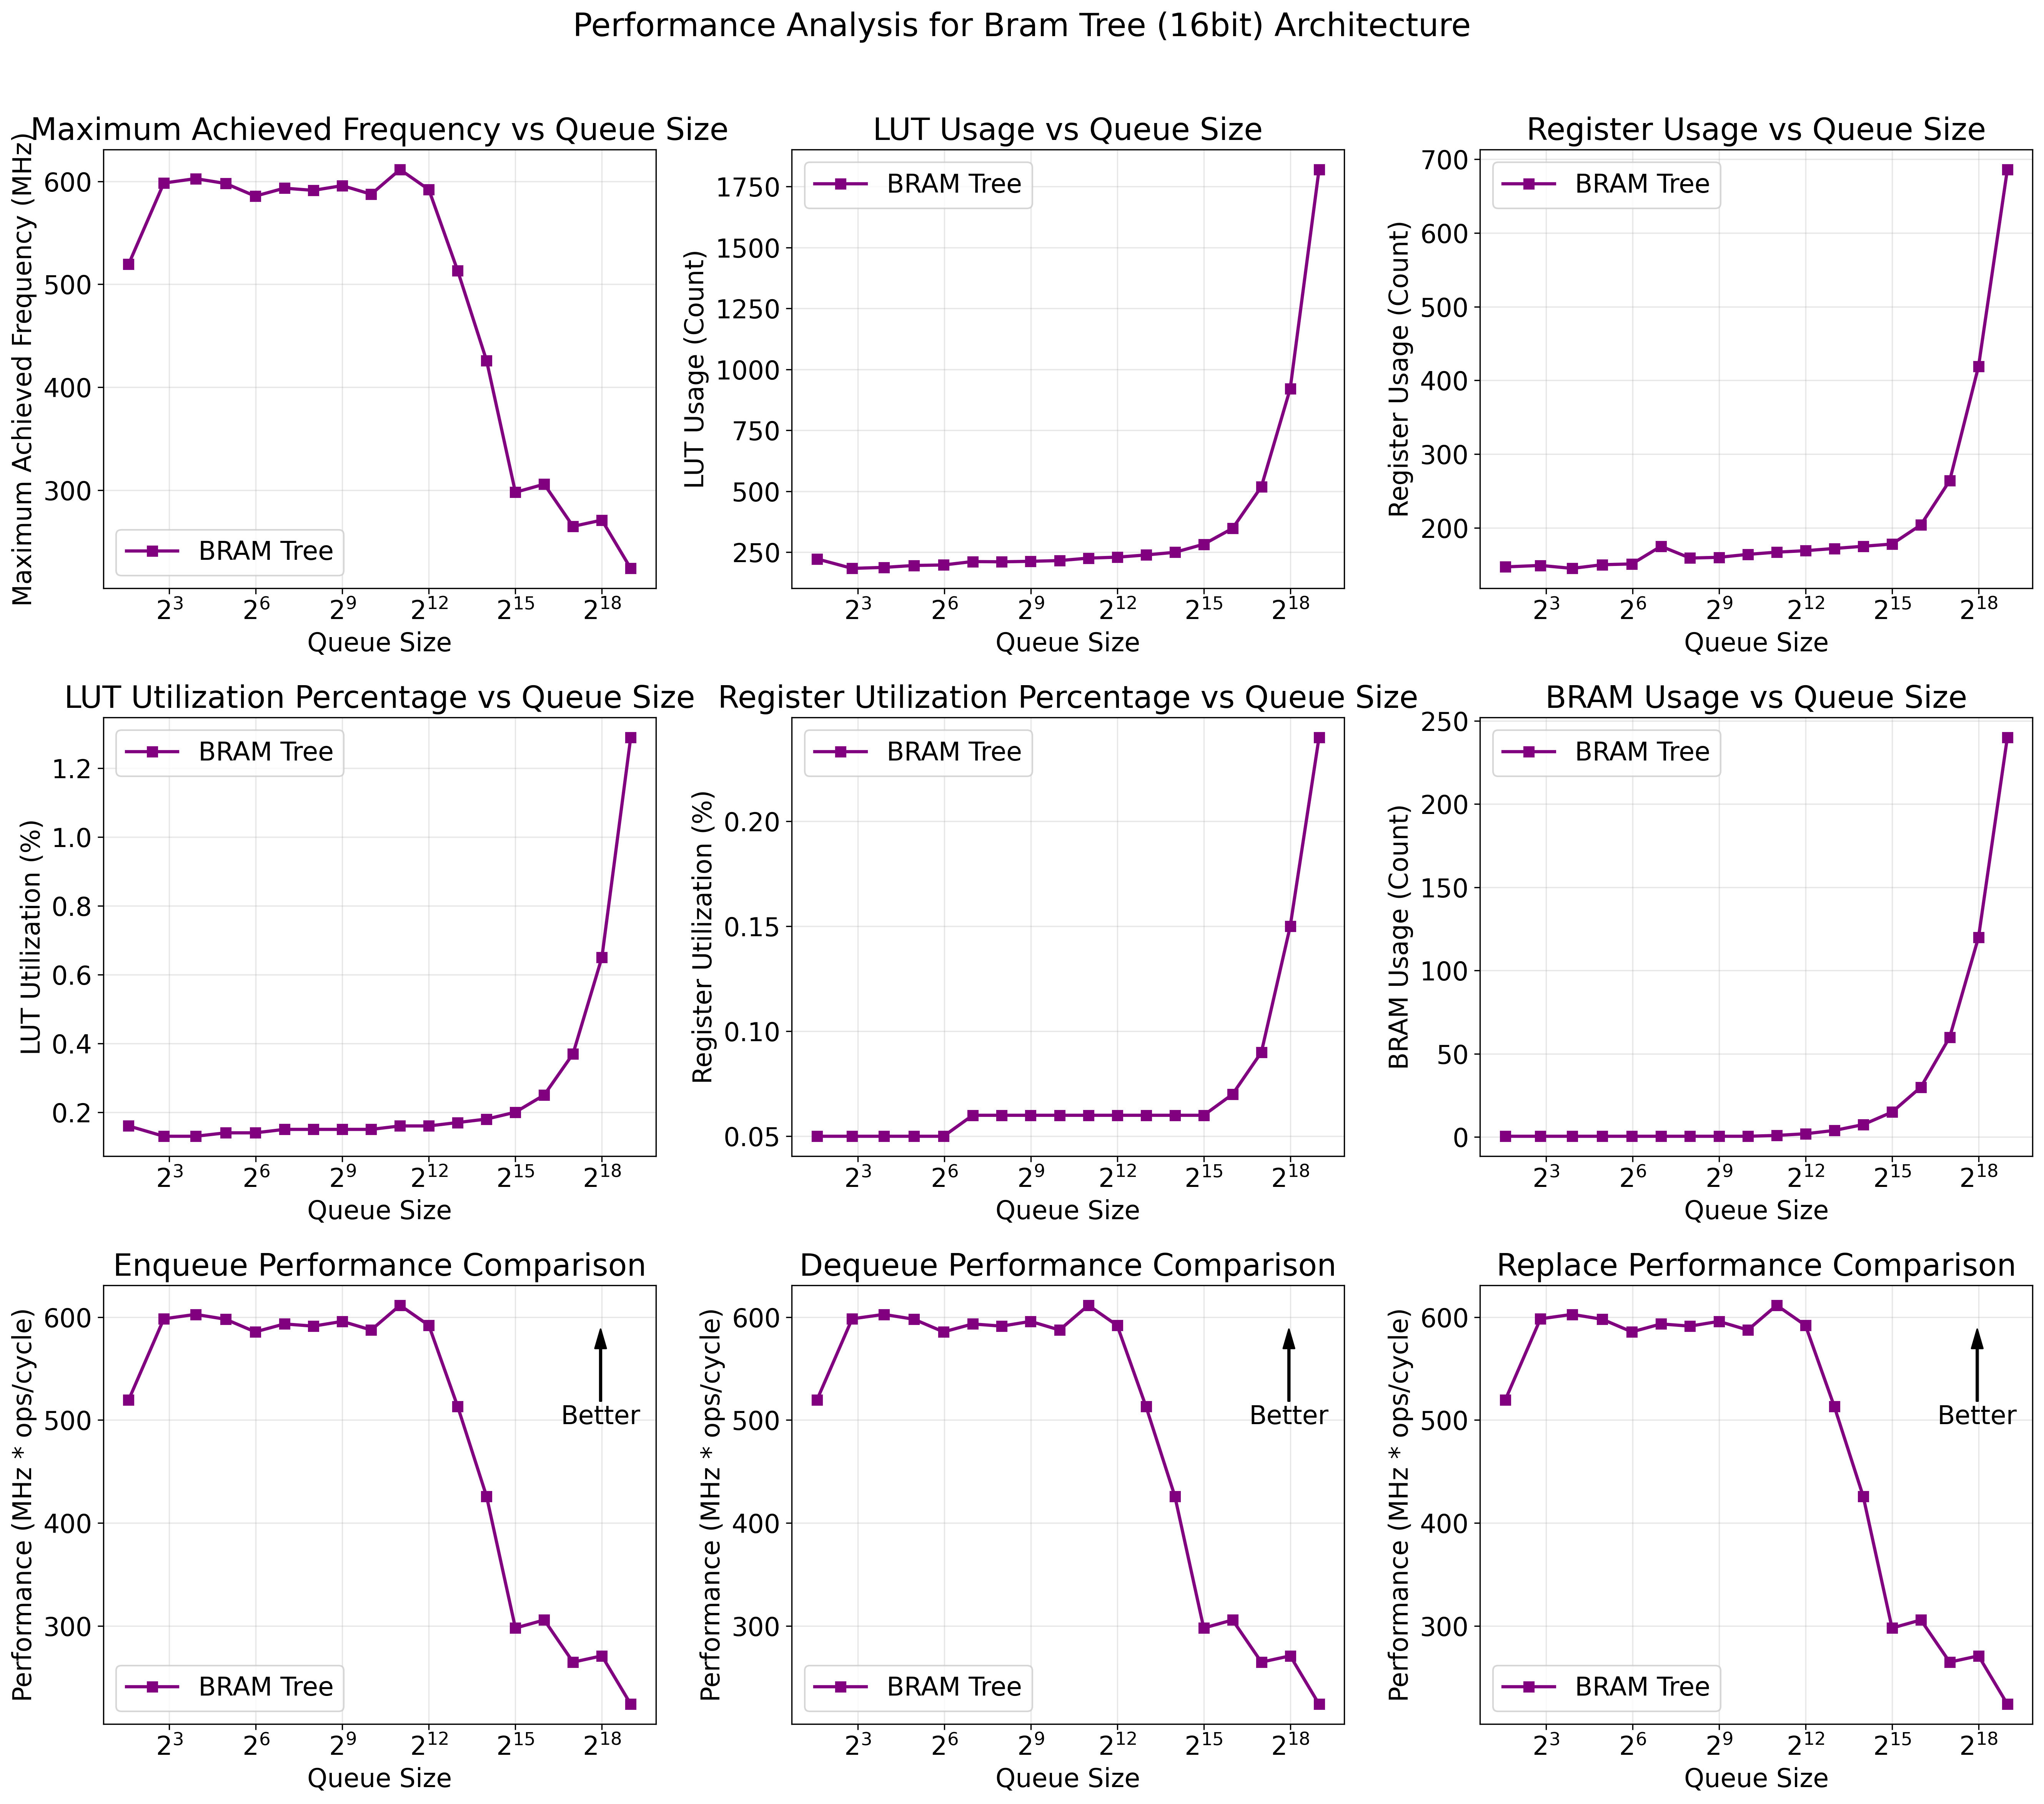 Performance Analysis for Bram Tree (16bit) Architecture
Maximum Achieved Frequency vs Queue Size
Maximum Achieved Frequency (MHz)
600
500
400
300
BRAM Tree
2^3 2^6 2^9 2^12 2^15 2^18
Queue Size
LUT Usage vs Queue Size
LUT Usage (Count)
1750
1500
1250
1000
750
500
250
BRAM Tree
2^3 2^6 2^9 2^12 2^15 2^18
Queue Size
Register Usage vs Queue Size
Register Usage (Count)
700
600
500
400
300
200
BRAM Tree
2^3 2^6 2^9 2^12 2^15 2^18
Queue Size
LUT Utilization Percentage vs Queue Size
LUT Utilization (%)
1.2
1.0
0.8
0.6
0.4
0.2
BRAM Tree
2^3 2^6 2^9 2^12 2^15 2^18
Queue Size
Register Utilization Percentage vs Queue Size
Register Utilization (%)
0.20
0.15
0.10
0.05
BRAM Tree
2^3 2^6 2^9 2^12 2^15 2^18
Queue Size
BRAM Usage vs Queue Size
BRAM Usage (Count)
250
200
150
100
50
0
BRAM Tree
2^3 2^6 2^9 2^12 2^15 2^18
Queue Size
Enqueue Performance Comparison
Performance (MHz * ops/cycle)
600
500
400
300
Better
BRAM Tree
2^3 2^6 2^9 2^12 2^15 2^18
Queue Size
Dequeue Performance Comparison
Performance (MHz * ops/cycle)
600
500
400
300
Better
BRAM Tree
2^3 2^6 2^9 2^12 2^15 2^18
Queue Size
Replace Performance Comparison
Performance (MHz * ops/cycle)
600
500
400
300
Better
BRAM Tree
2^3 2^6 2^9 2^12 2^15 2^18
Queue Size